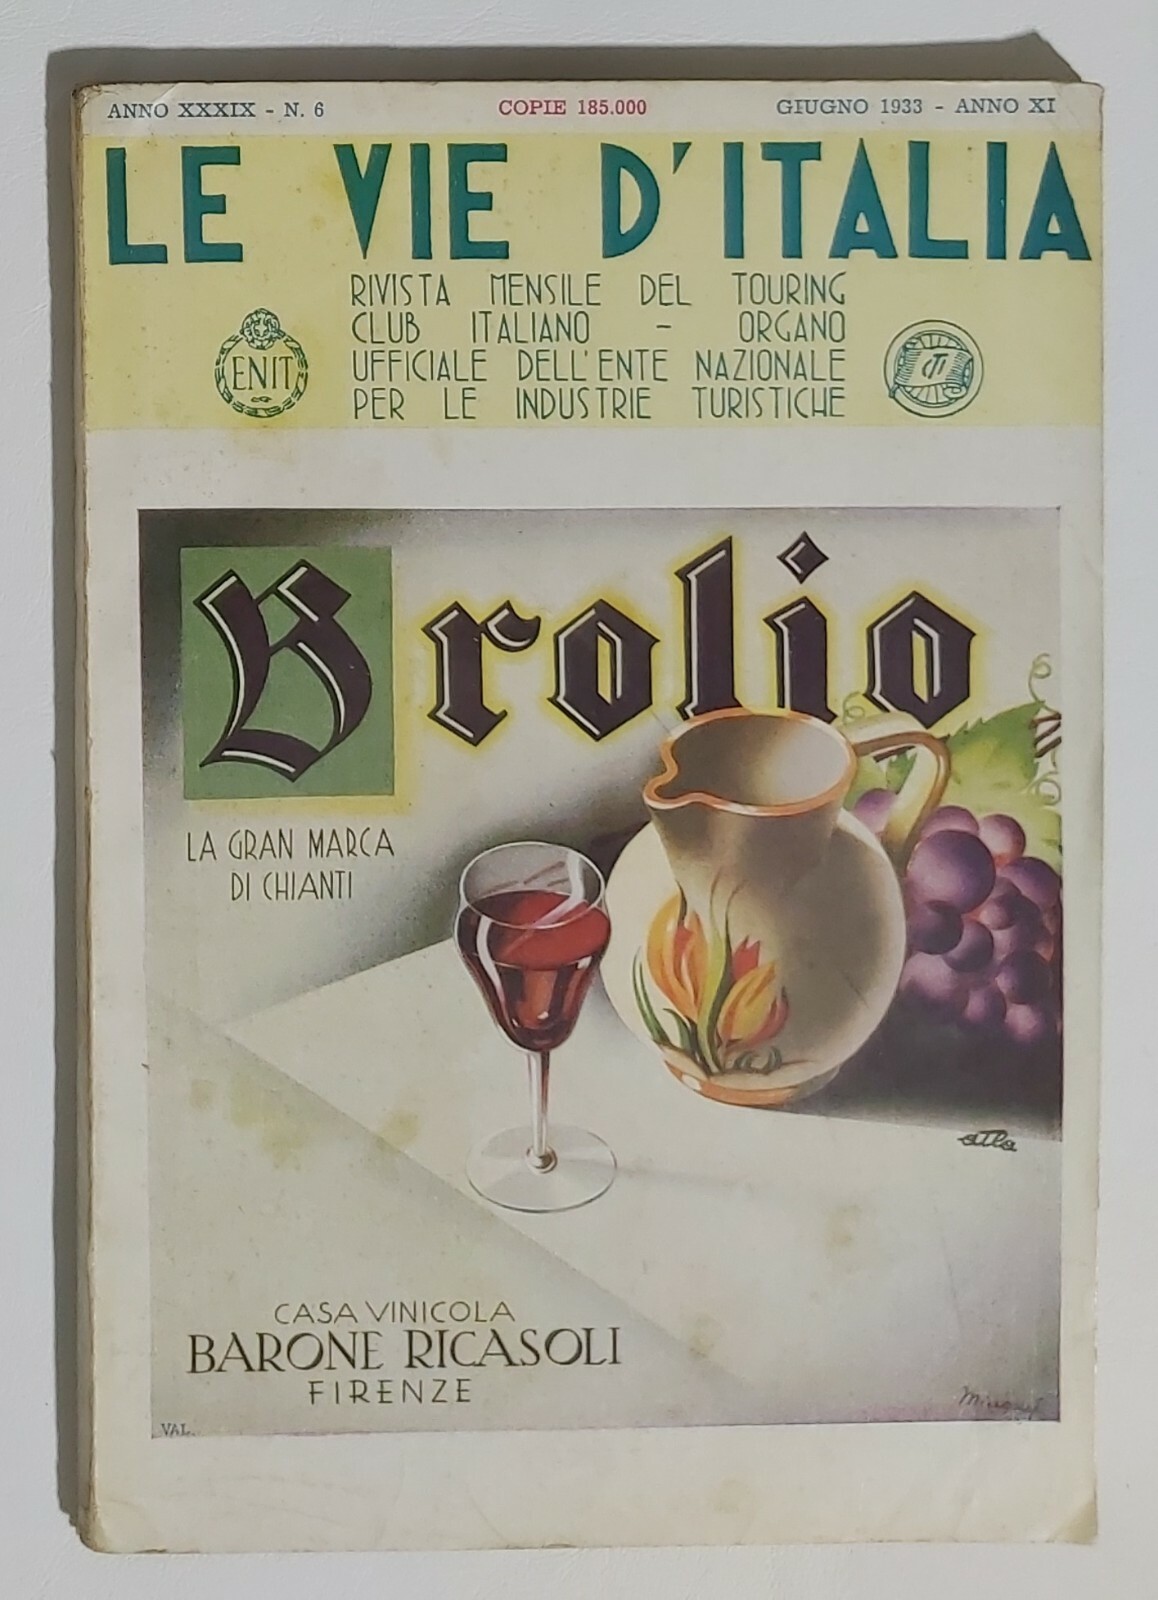 ANNO XXXIX - N. 6 COPIE 185.000 GIUGNO 1933 - ANNO XI
LE VIE D'ITALIA
RIVISTA MENSILE DEL TOURING
CLUB ITALIANO - ORGANO
UFFICIALE DELL'ENTE NAZIONALE
PER LE INDUSTRIE TURISTICHE
ENIT
Brolio
LA GRAN MARCA
DI CHIANTI
atla
CASA VINICOLA
BARONE RICASOLI
FIRENZE
VAL.